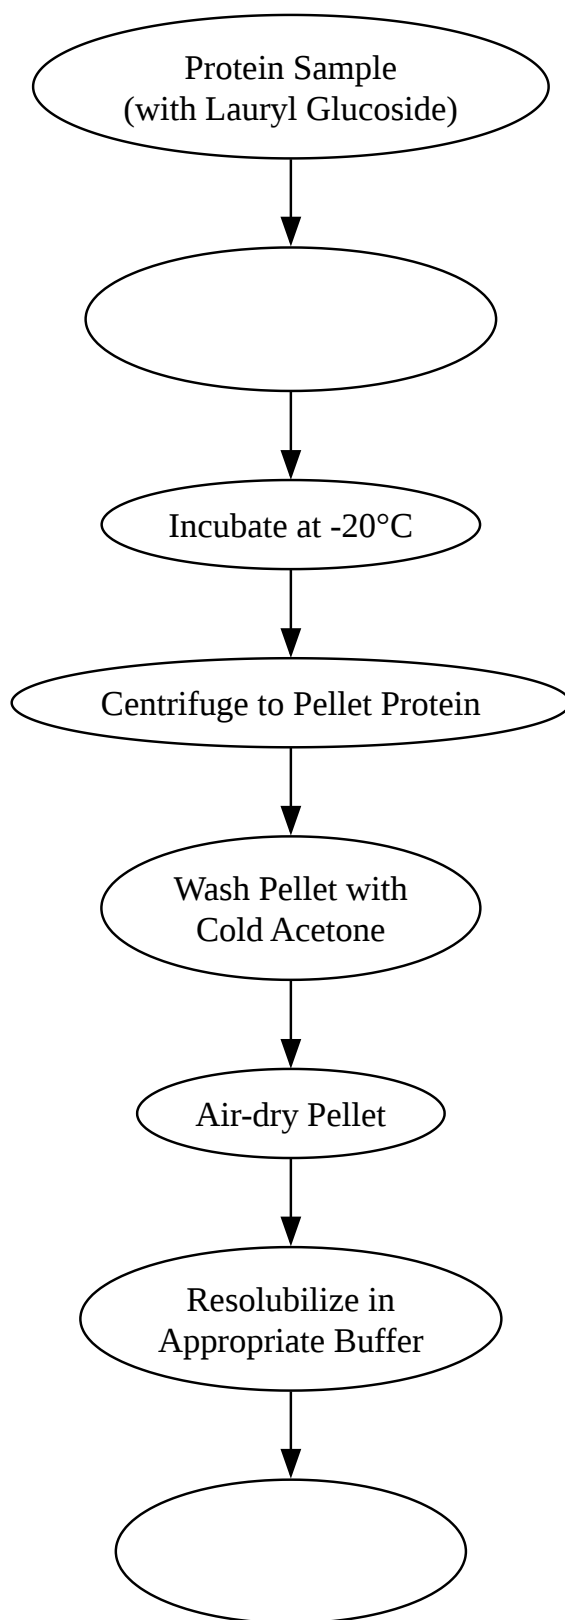 Protein Sample
(with Lauryl Glucoside)
Incubate at -20°C
Centrifuge to Pellet Protein
Wash Pellet with
Cold Acetone
Air-dry Pellet
Resolubilize in
Appropriate Buffer